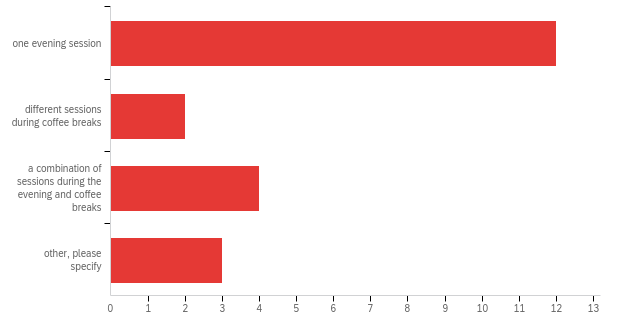 one evening session
different sessions
during coffee breaks
a combination of
sessions during the
evening and coffee
breaks
other, please
specify
0 1 2 3 4 5 6 7 8 9 10 11 12 13